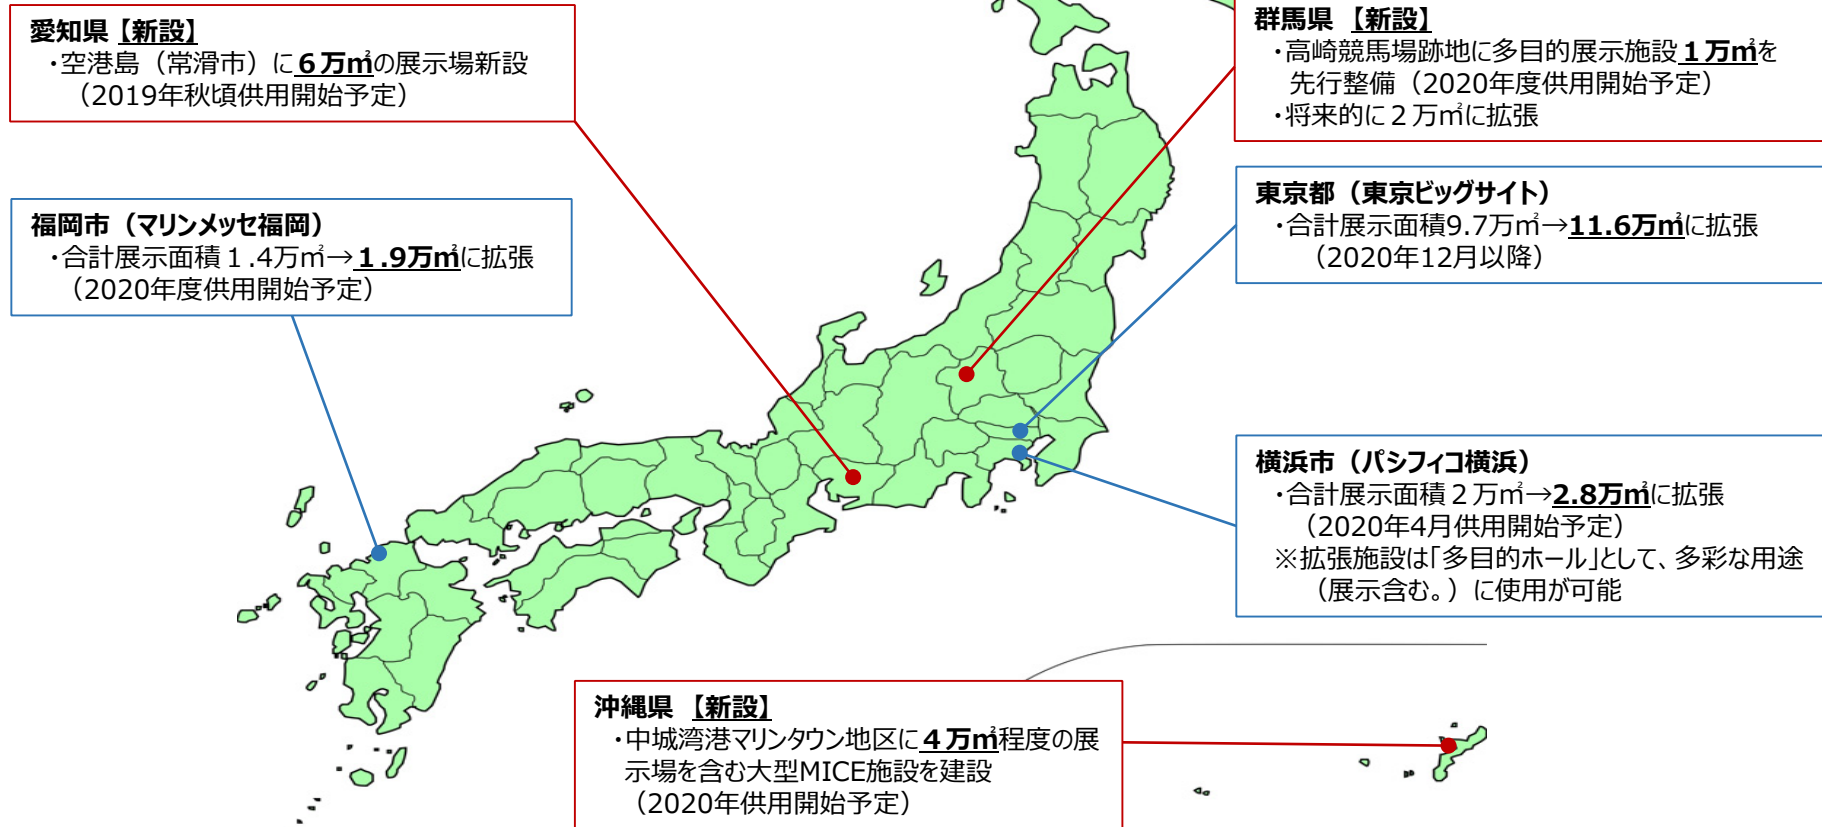 愛知県【新設】
・空港島（常滑市）に６万㎡の展示場新設
（2019年秋頃供用開始予定）
群馬県 【新設】
・高崎競馬場跡地に多目的展示施設１万㎡を
先行整備（2020年度供用開始予定）
・将来的に２万㎡に拡張
福岡市（マリンメッセ福岡）
・合計展示面積１.4万㎡→１.9万㎡に拡張
（2020年度供用開始予定）
東京都（東京ビッグサイト）
・合計展示面積9.7万㎡→11.6万㎡に拡張
（2020年12月以降）
横浜市（パシフィコ横浜）
・合計展示面積２万㎡→2.8万㎡に拡張
（2020年4月供用開始予定）
※拡張施設は「多目的ホール」として、多彩な用途
（展示含む。）に使用が可能
沖縄県 【新設】
・中城湾港マリンタウン地区に４万㎡程度の展
示場を含む大型MICE施設を建設
（2020年供用開始予定）